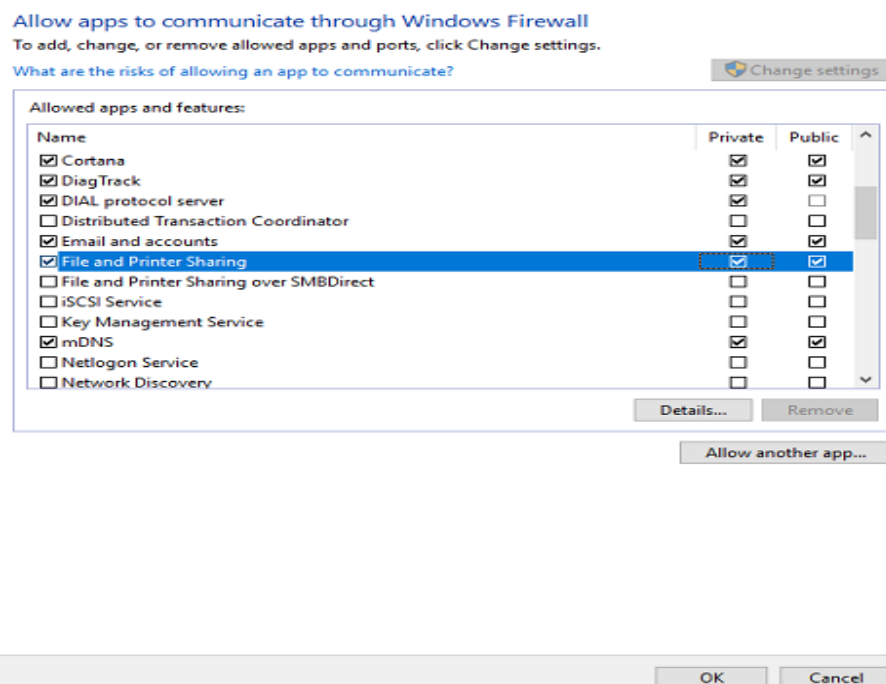 Allow apps to communicate through Windows Firewall
To add, change, or remove allowed apps and ports, click Change settings.
What are the risks of allowing an app to communicate?
Change settings
Allowed apps and features:
Name Private Public
Cortana
DiagTrack
DIAL protocol server
Distributed Transaction Coordinator
Email and accounts
File and Printer Sharing
File and Printer Sharing over SMBDirect
iSCSI Service
Key Management Service
mDNS
Netlogon Service
Network Discovery
Details... Remove
Allow another app...
OK Cancel